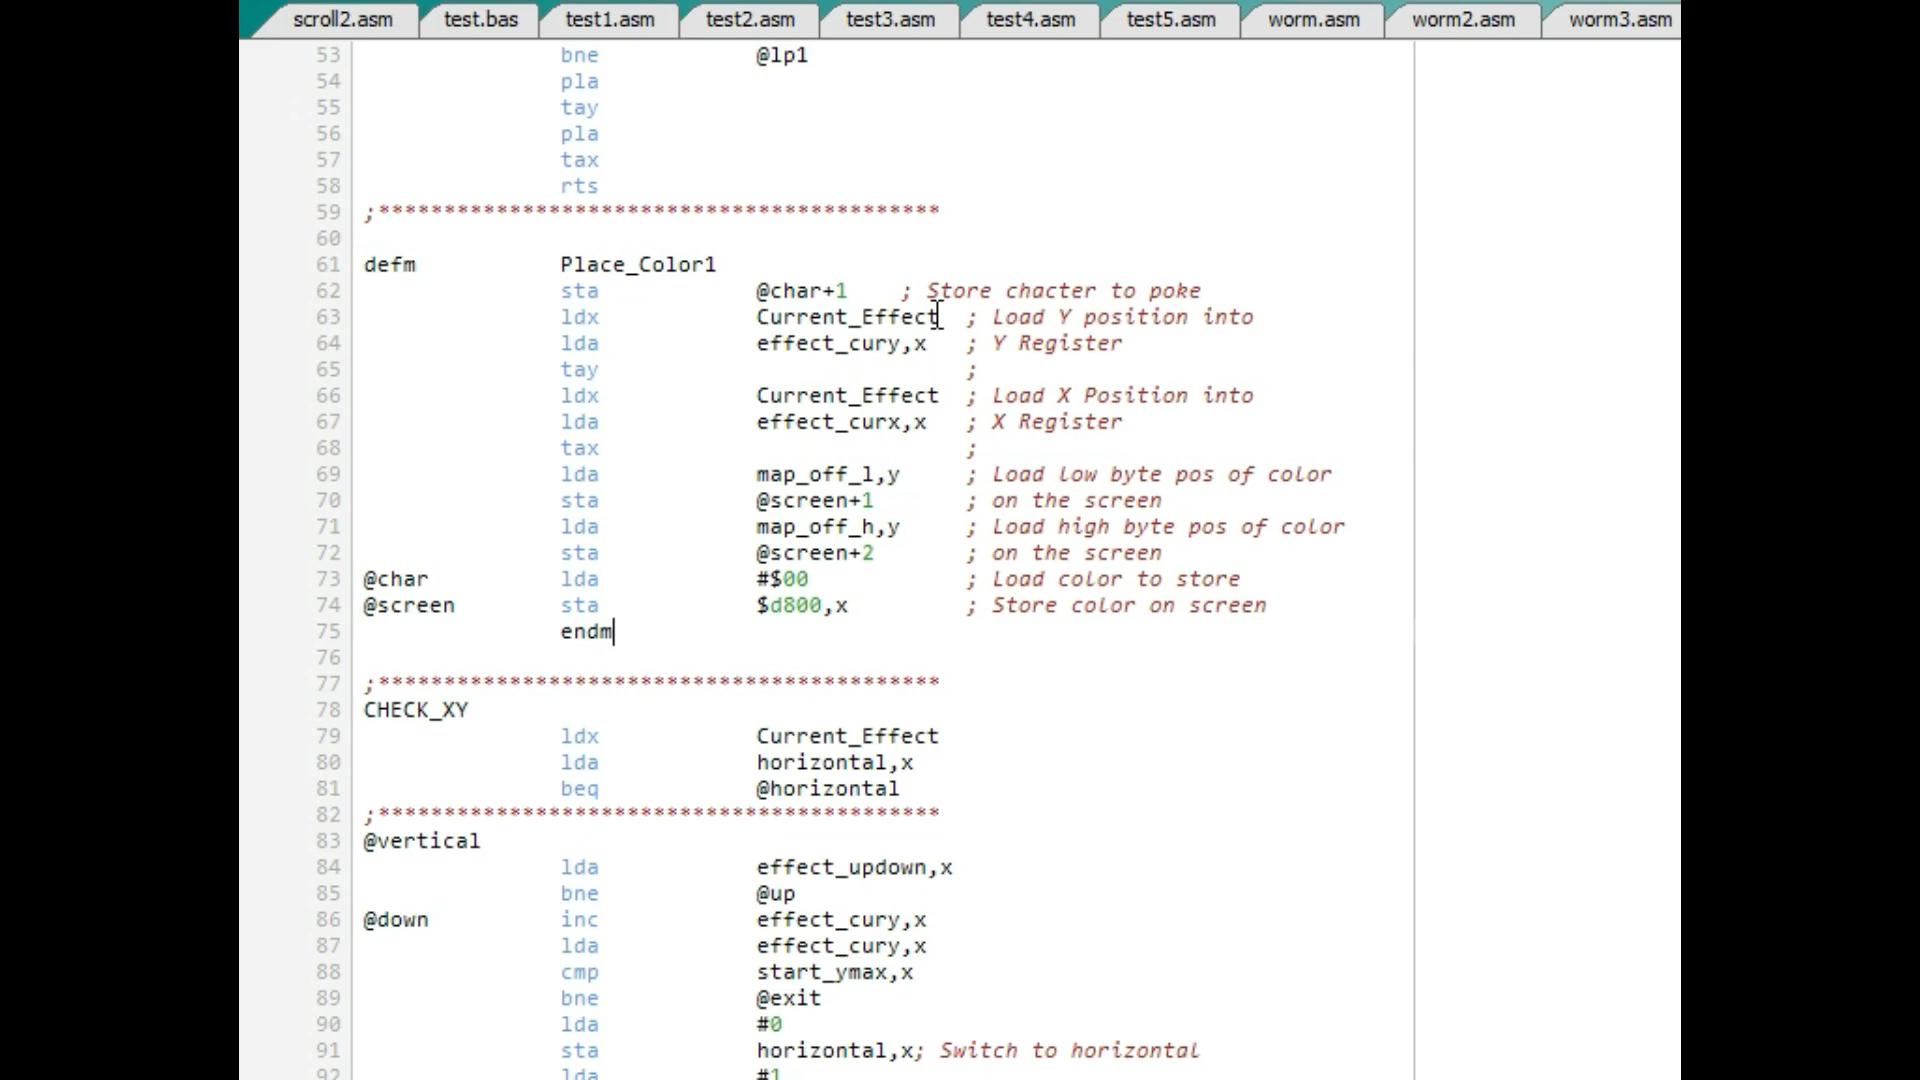 scroll2.asm test.bas test1.asm test2.asm test3.asm test4.asm test5.asm worm.asm worm2.asm worm3.asm
53 bne @lp1
54 pla
55 tay
56 pla
57 tax
58 rts
59 ;*******************************************
60
61 defm Place_Color1
62 sta @char+1 ; Store chacter to poke
63 ldx Current_Effect ; Load Y position into
64 lda effect_cury,x ; Y Register
65 tay ;
66 ldx Current_Effect ; Load X Position into
67 lda effect_curx,x ; X Register
68 tax ;
69 lda map_off_l,y ; Load low byte pos of color
70 sta @screen+1 ; on the screen
71 lda map_off_h,y ; Load high byte pos of color
72 sta @screen+2 ; on the screen
73 @char lda #$00 ; Load color to store
74 @screen sta $d800,x ; Store color on screen
75 endm
76
77 ;*******************************************
78 CHECK_XY
79 ldx Current_Effect
80 lda horizontal,x
81 beq @horizontal
82 ;*******************************************
83 @vertical
84 lda effect_updown,x
85 bne @up
86 @down inc effect_cury,x
87 lda effect_cury,x
88 cmp start_ymax,x
89 bne @exit
90 lda #0
91 sta horizontal,x; Switch to horizontal
92 lda #1